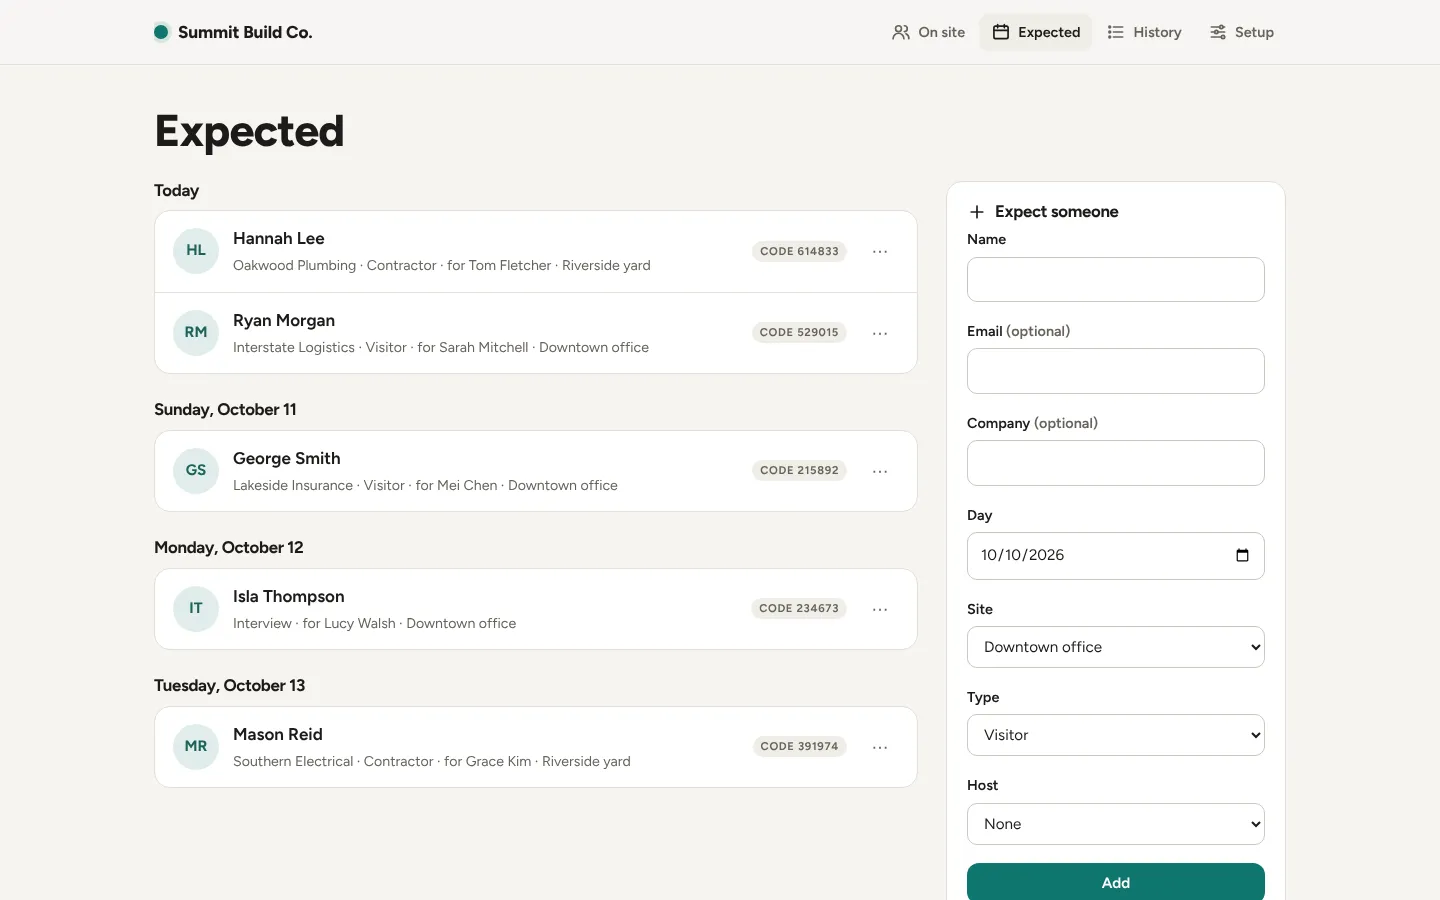 Summit Build Co.
On site
Expected
History
Setup
Expected
Today
HL
Hannah Lee
Oakwood Plumbing · Contractor · for Tom Fletcher · Riverside yard
CODE 614833
RM
Ryan Morgan
Interstate Logistics · Visitor · for Sarah Mitchell · Downtown office
CODE 529015
Sunday, October 11
GS
George Smith
Lakeside Insurance · Visitor · for Mei Chen · Downtown office
CODE 215892
Monday, October 12
IT
Isla Thompson
Interview · for Lucy Walsh · Downtown office
CODE 234673
Tuesday, October 13
MR
Mason Reid
Southern Electrical · Contractor · for Grace Kim · Riverside yard
CODE 391974
Expect someone
Name
Email (optional)
Company (optional)
Day
10/10/2026
Site
Downtown office
Type
Visitor
Host
None
Add